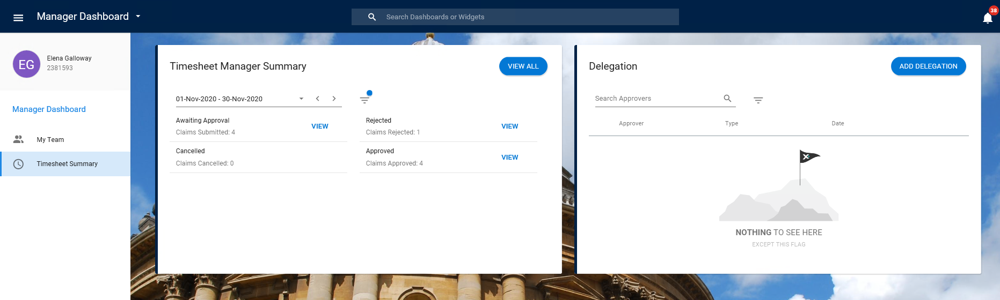 Manager Dashboard
Search Dashboards or Widgets
38
EG
Elena Galloway
2381593
Manager Dashboard
My Team
Timesheet Summary
Timesheet Manager Summary
VIEW ALL
01-Nov-2020 - 30-Nov-2020
Awaiting Approval
Claims Submitted: 4
VIEW
Rejected
Claims Rejected: 1
VIEW
Cancelled
Claims Cancelled: 0
Approved
Claims Approved: 4
VIEW
Delegation
ADD DELEGATION
Search Approvers
Approver Type Date
NOTHING TO SEE HERE
EXCEPT THIS FLAG